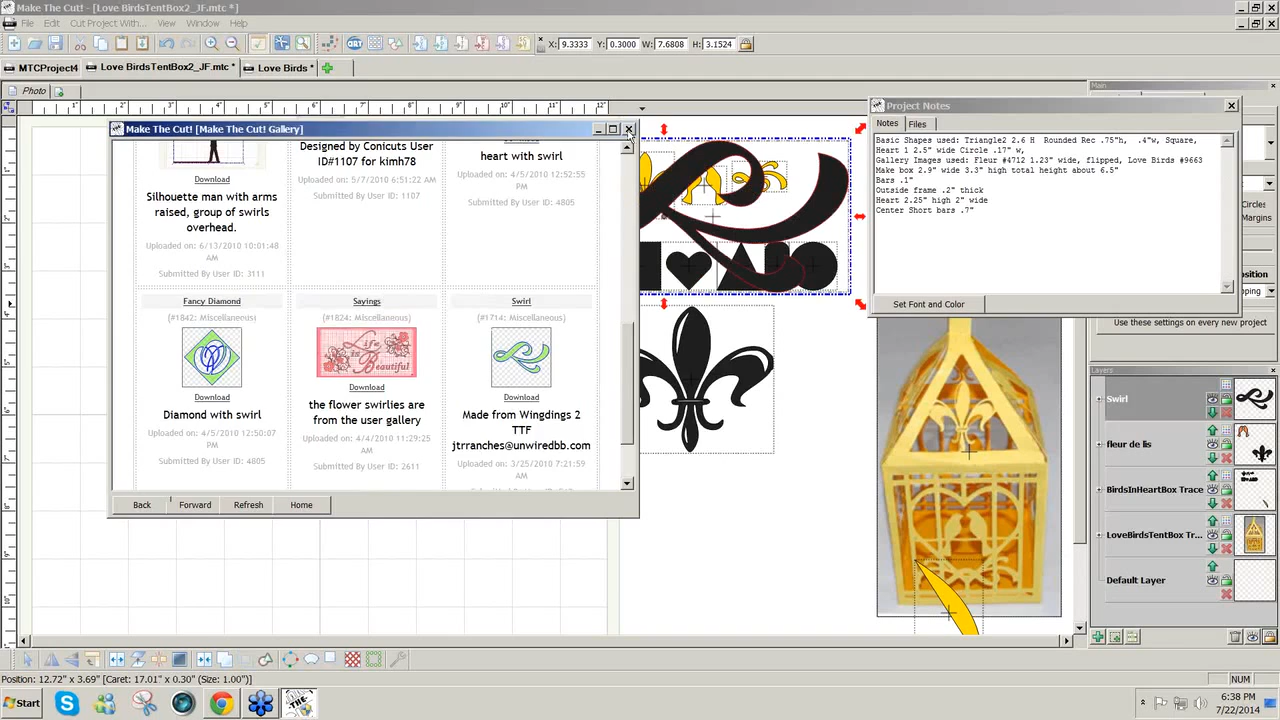 Make The Cut! - [Love BirdsTentBox2_JF.mtc *]
File Edit Cut Project With... View Window Help
X: 9.3333 Y: 0.3000 W: 7.6808 H: 3.1524
MTCProject4 Love BirdsTentBox2_JF.mtc * Love Birds *
Photo
Main
Make The Cut! [Make The Cut! Gallery]
Download
Silhouette man with arms
raised, group of swirls
overhead.
Uploaded on: 6/13/2010 10:01:48
AM
Submitted By User ID: 3111
Designed by Conicuts User
ID#1107 for kimh78
Uploaded on: 5/7/2010 6:51:22 AM
Submitted By User ID: 1107
heart with swirl
Uploaded on: 4/5/2010 12:52:55
PM
Submitted By User ID: 4805
Fancy Diamond
(#1842: Miscellaneous)
Download
Diamond with swirl
Uploaded on: 4/5/2010 12:50:07
PM
Submitted By User ID: 4805
Sayings
(#1824: Miscellaneous)
Life is Beautiful
Download
the flower swirlies are
from the user gallery
Uploaded on: 4/4/2010 11:29:25
AM
Submitted By User ID: 2611
Swirl
(#1714: Miscellaneous)
Download
Made from Wingdings 2
TTF
jtrranches@unwiredbb.com
Uploaded on: 3/25/2010 7:21:59
AM
Back Forward Refresh Home
Project Notes
Notes Files
Basic Shapes used: Triangle2 2.6 H Rounded Bar.75"h, .4"w, Square,
Heart 1 2.5" wide Circle .17" w,
Gallery Images used: Fleur #4712 1.23" wide, flipped, Love Birds #8663
Make box 2.9" wide 3.3" high total height about 6.5"
Bars .1"
Outside frame .2" thick
Heart 2.25" high 2" wide
Center Short bars .7"
Set Font and Color
Circles
Margins
Use these settings on every new project
Layers
Swirl
fleur de lis
BirdsInHeartBox Trace
LoveBirdsTentBox Tr...
Default Layer
Position: 12.72" x 3.69" [Caret: 17.01" x 0.30" (Size: 1.00")]
NUM
Start
6:38 PM
7/22/2014